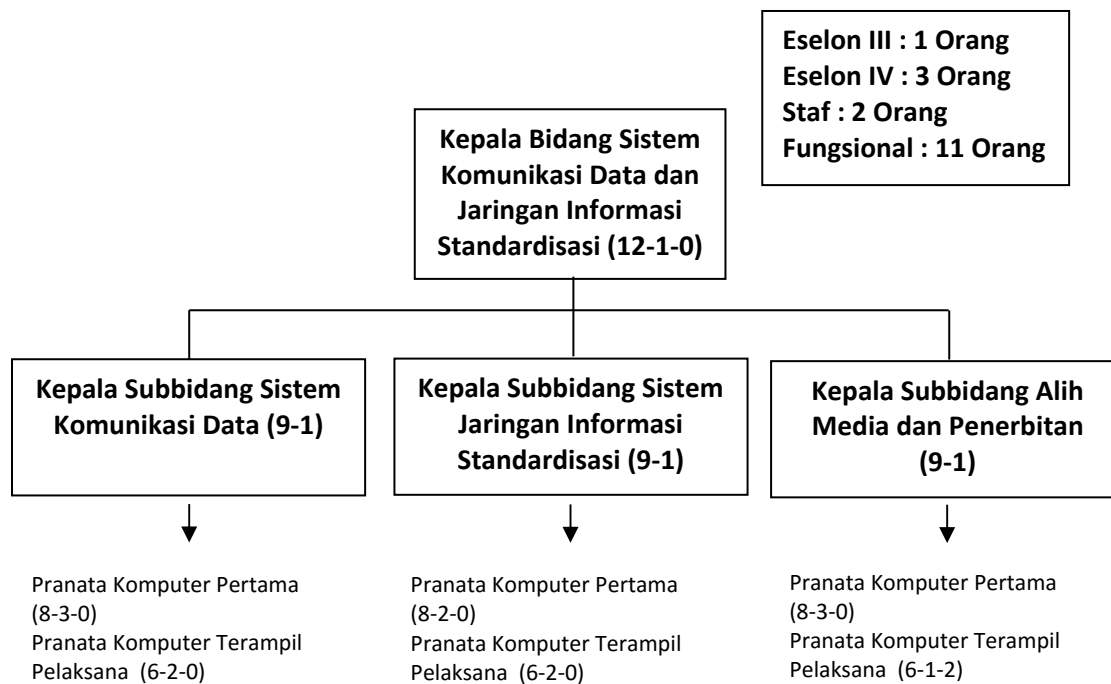 Eselon III : 1 Orang
Eselon IV : 3 Orang
Staf : 2 Orang
Fungsional : 11 Orang
Kepala Bidang Sistem
Komunikasi Data dan
Jaringan Informasi
Standardisasi (12-1-0)
Kepala Subbidang Sistem
Komunikasi Data (9-1)
Kepala Subbidang Sistem
Jaringan Informasi
Standardisasi (9-1)
Kepala Subbidang Alih
Media dan Penerbitan
(9-1)
Pranata Komputer Pertama
(8-3-0)
Pranata Komputer Terampil
Pelaksana (6-2-0)
Pranata Komputer Pertama
(8-2-0)
Pranata Komputer Terampil
Pelaksana (6-2-0)
Pranata Komputer Pertama
(8-3-0)
Pranata Komputer Terampil
Pelaksana (6-1-2)